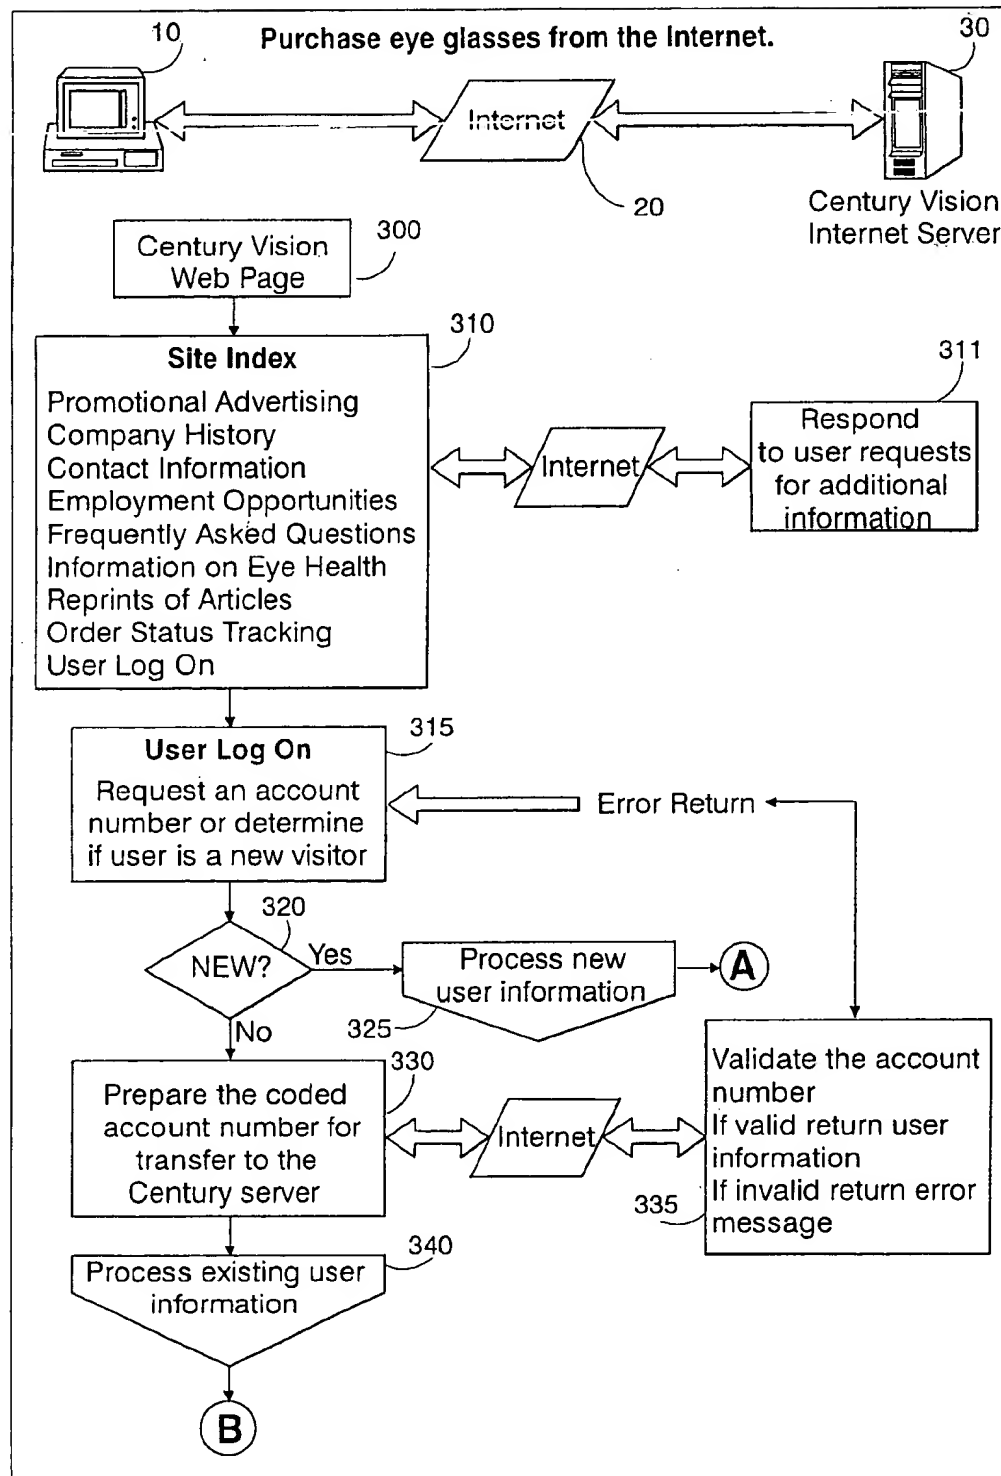 10
Purchase eye glasses from the Internet.
30
Internet
20
Century Vision
Internet Server
Century Vision
Web Page
300
310
Site Index
Promotional Advertising
Company History
Contact Information
Employment Opportunities
Frequently Asked Questions
Information on Eye Health
Reprints of Articles
Order Status Tracking
User Log On
Internet
311
Respond
to user requests
for additional
information
315
User Log On
Request an account
number or determine
if user is a new visitor
Error Return
320
NEW?
Yes
No
Process new
user information
325
A
330
Prepare the coded
account number for
transfer to the
Century server
Internet
Validate the account
number
If valid return user
information
If invalid return error
message
335
340
Process existing user
information
B